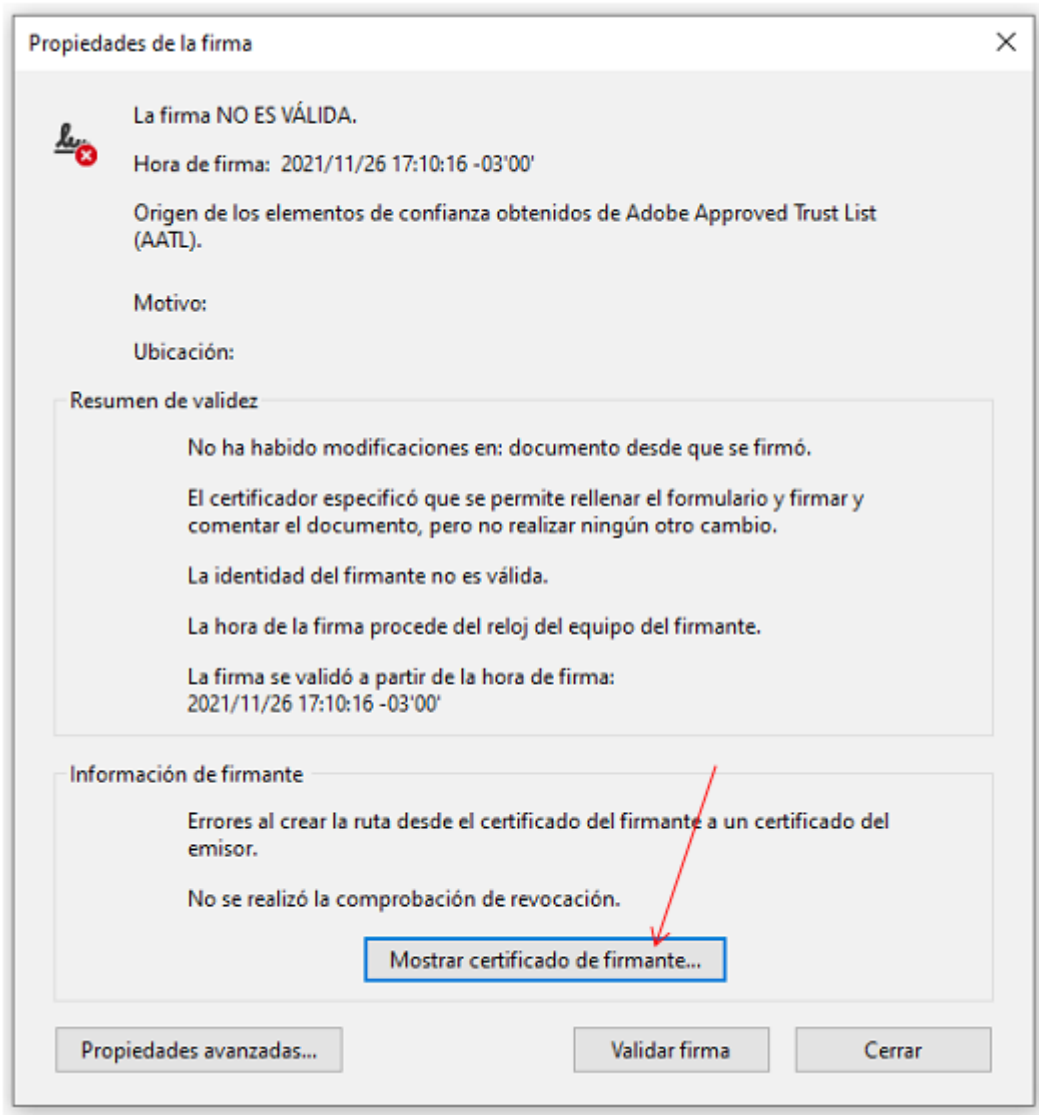 Propiedades de la firma
La firma NO ES VÁLIDA.
Hora de firma: 2021/11/26 17:10:16 -03'00'
Origen de los elementos de confianza obtenidos de Adobe Approved Trust List
(AATL).
Motivo:
Ubicación:
Resumen de validez
No ha habido modificaciones en: documento desde que se firmó.
El certificador especificó que se permite rellenar el formulario y firmar y
comentar el documento, pero no realizar ningún otro cambio.
La identidad del firmante no es válida.
La hora de la firma procede del reloj del equipo del firmante.
La firma se validó a partir de la hora de firma:
2021/11/26 17:10:16 -03'00'
Información de firmante
Errores al crear la ruta desde el certificado del firmante a un certificado del
emisor.
No se realizó la comprobación de revocación.
Mostrar certificado de firmante...
Propiedades avanzadas...
Validar firma
Cerrar